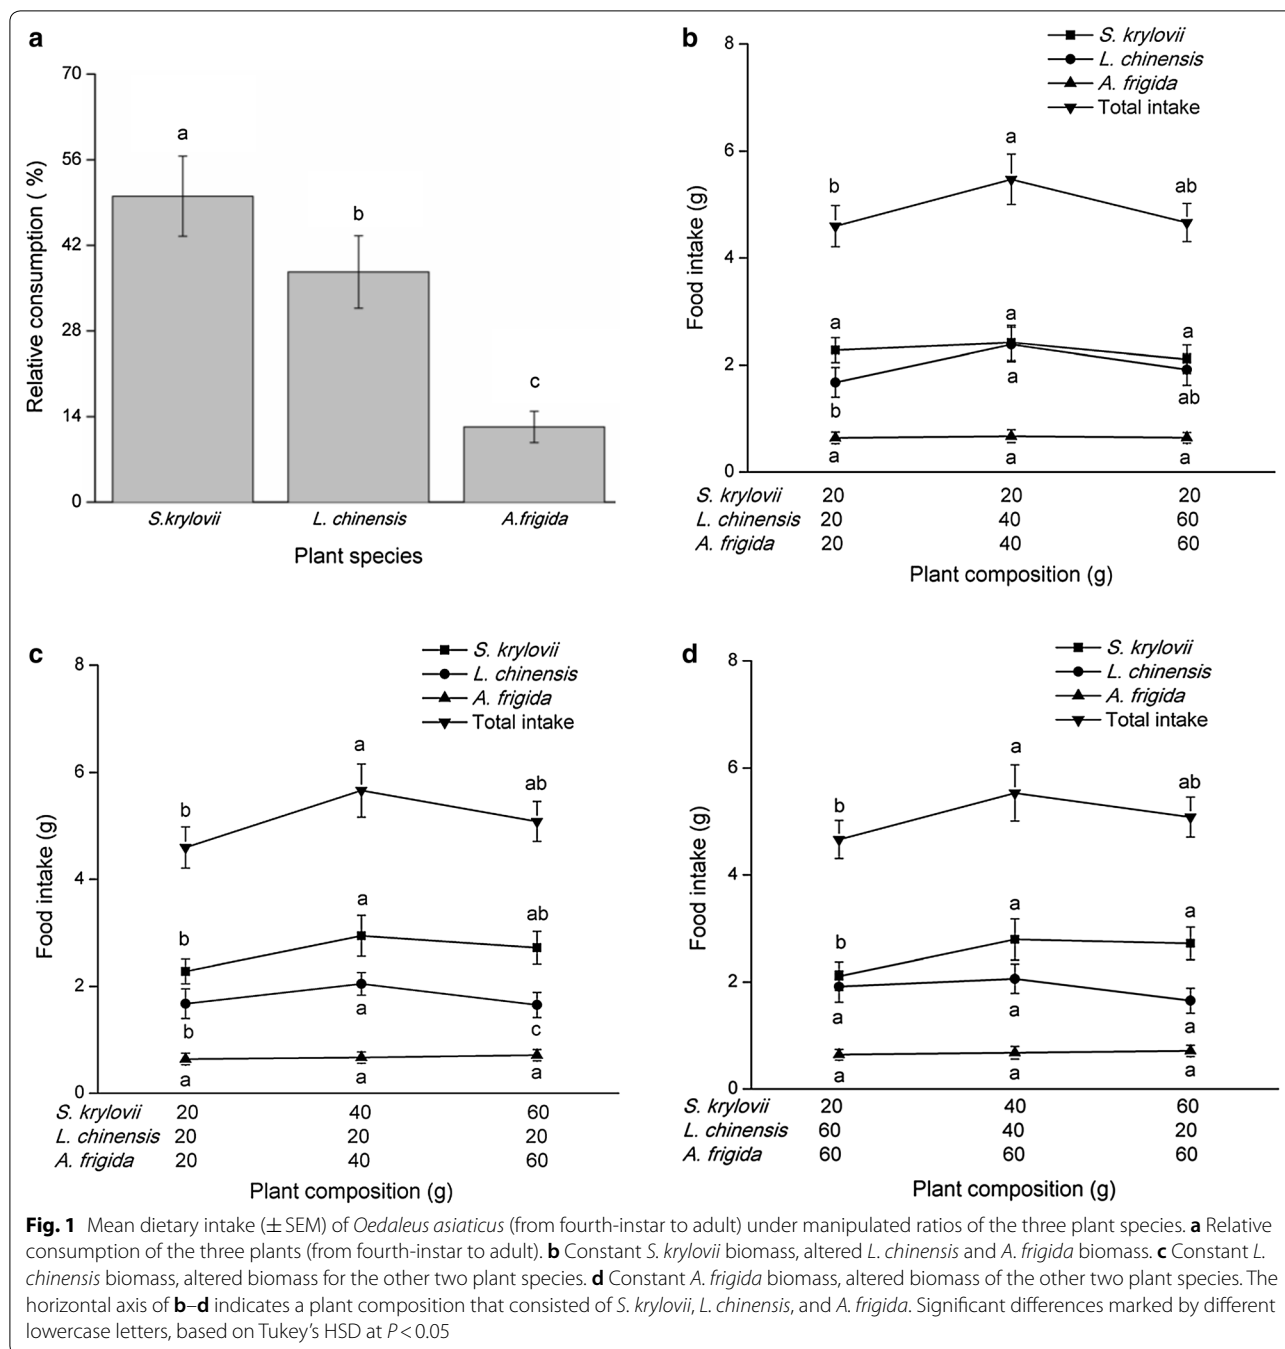 a
70
56
42
28
14
0
Relative consumption ( %)
a
b
c
S.krylovii L. chinensis A.frigida
Plant species
b
S. krylovii
L. chinensis
A. frigida
Total intake
8
6
4
2
0
Food intake (g)
b a ab
a a a
b a ab
a a a
S. krylovii 20 20 20
L. chinensis 20 40 60
A. frigida 20 40 60
Plant composition (g)
c
S. krylovii
L. chinensis
A. frigida
Total intake
8
6
4
2
0
Food intake (g)
b a ab
b a ab
b a c
a a a
S. krylovii 20 40 60
L. chinensis 20 20 20
A. frigida 20 40 60
Plant composition (g)
d
S. krylovii
L. chinensis
A. frigida
Total intake
8
6
4
2
0
Food intake (g)
b a ab
b a a
a a a
a a a
S. krylovii 20 40 60
L. chinensis 60 40 20
A. frigida 60 60 60
Plant composition (g)
Fig. 1 Mean dietary intake (± SEM) of Oedaleus asiaticus (from fourth-instar to adult) under manipulated ratios of the three plant species. a Relative
consumption of the three plants (from fourth-instar to adult). b Constant S. krylovii biomass, altered L. chinensis and A. frigida biomass. c Constant L.
chinensis biomass, altered biomass for the other two plant species. d Constant A. frigida biomass, altered biomass of the other two plant species. The
horizontal axis of b–d indicates a plant composition that consisted of S. krylovii, L. chinensis, and A. frigida. Significant differences marked by different
lowercase letters, based on Tukey's HSD at P < 0.05